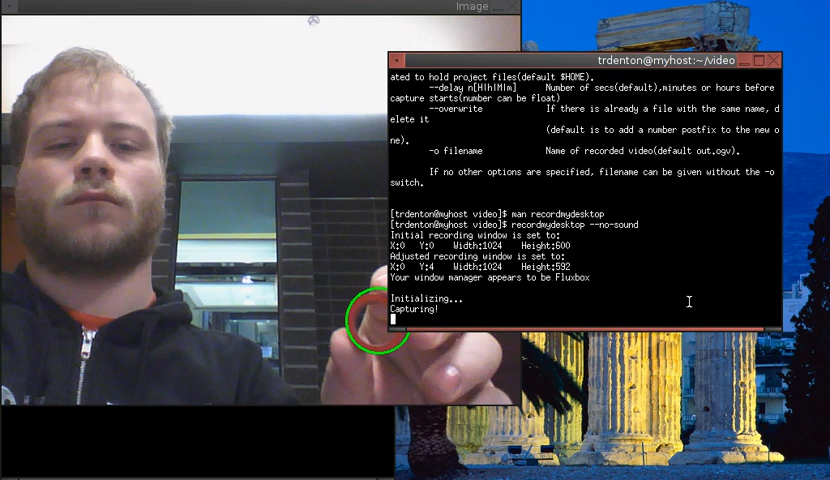 Image
trdenton@myhost:~/video
ated to hold project files(default $HOME).
--delay n[H|h|M|m] Number of secs(default),minutes or hours before
capture starts(number can be float)
--overwrite If there is already a file with the same name, d
elete it
(default is to add a number postfix to the new o
ne).
-o filename Name of recorded video(default out.ogv).
If no other options are specified, filename can be given without the -o
switch.
[trdenton@myhost video]$ man recordmydesktop
[trdenton@myhost video]$ recordmydesktop --no-sound
Initial recording window is set to:
X:0 Y:0 Width:1024 Height:600
Adjusted recording window is set to:
X:0 Y:4 Width:1024 Height:592
Your window manager appears to be Fluxbox
Initializing...
Capturing!